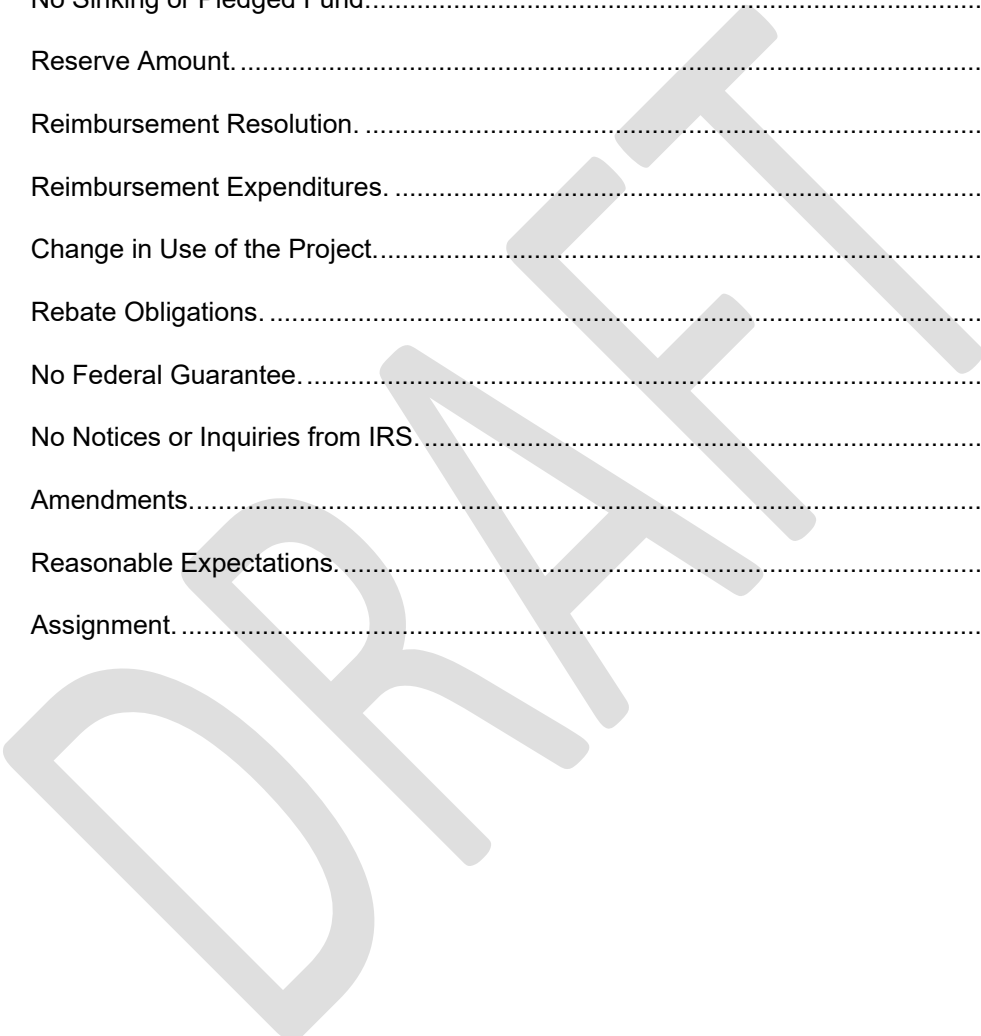 No Sinking or Pledged Fund.
Reserve Amount.
Reimbursement Resolution.
Reimbursement Expenditures.
Change in Use of the Project.
Rebate Obligations.
No Federal Guarantee.
No Notices or Inquiries from IRS.
Amendments.
Reasonable Expectations.
Assignment.
DRAFT